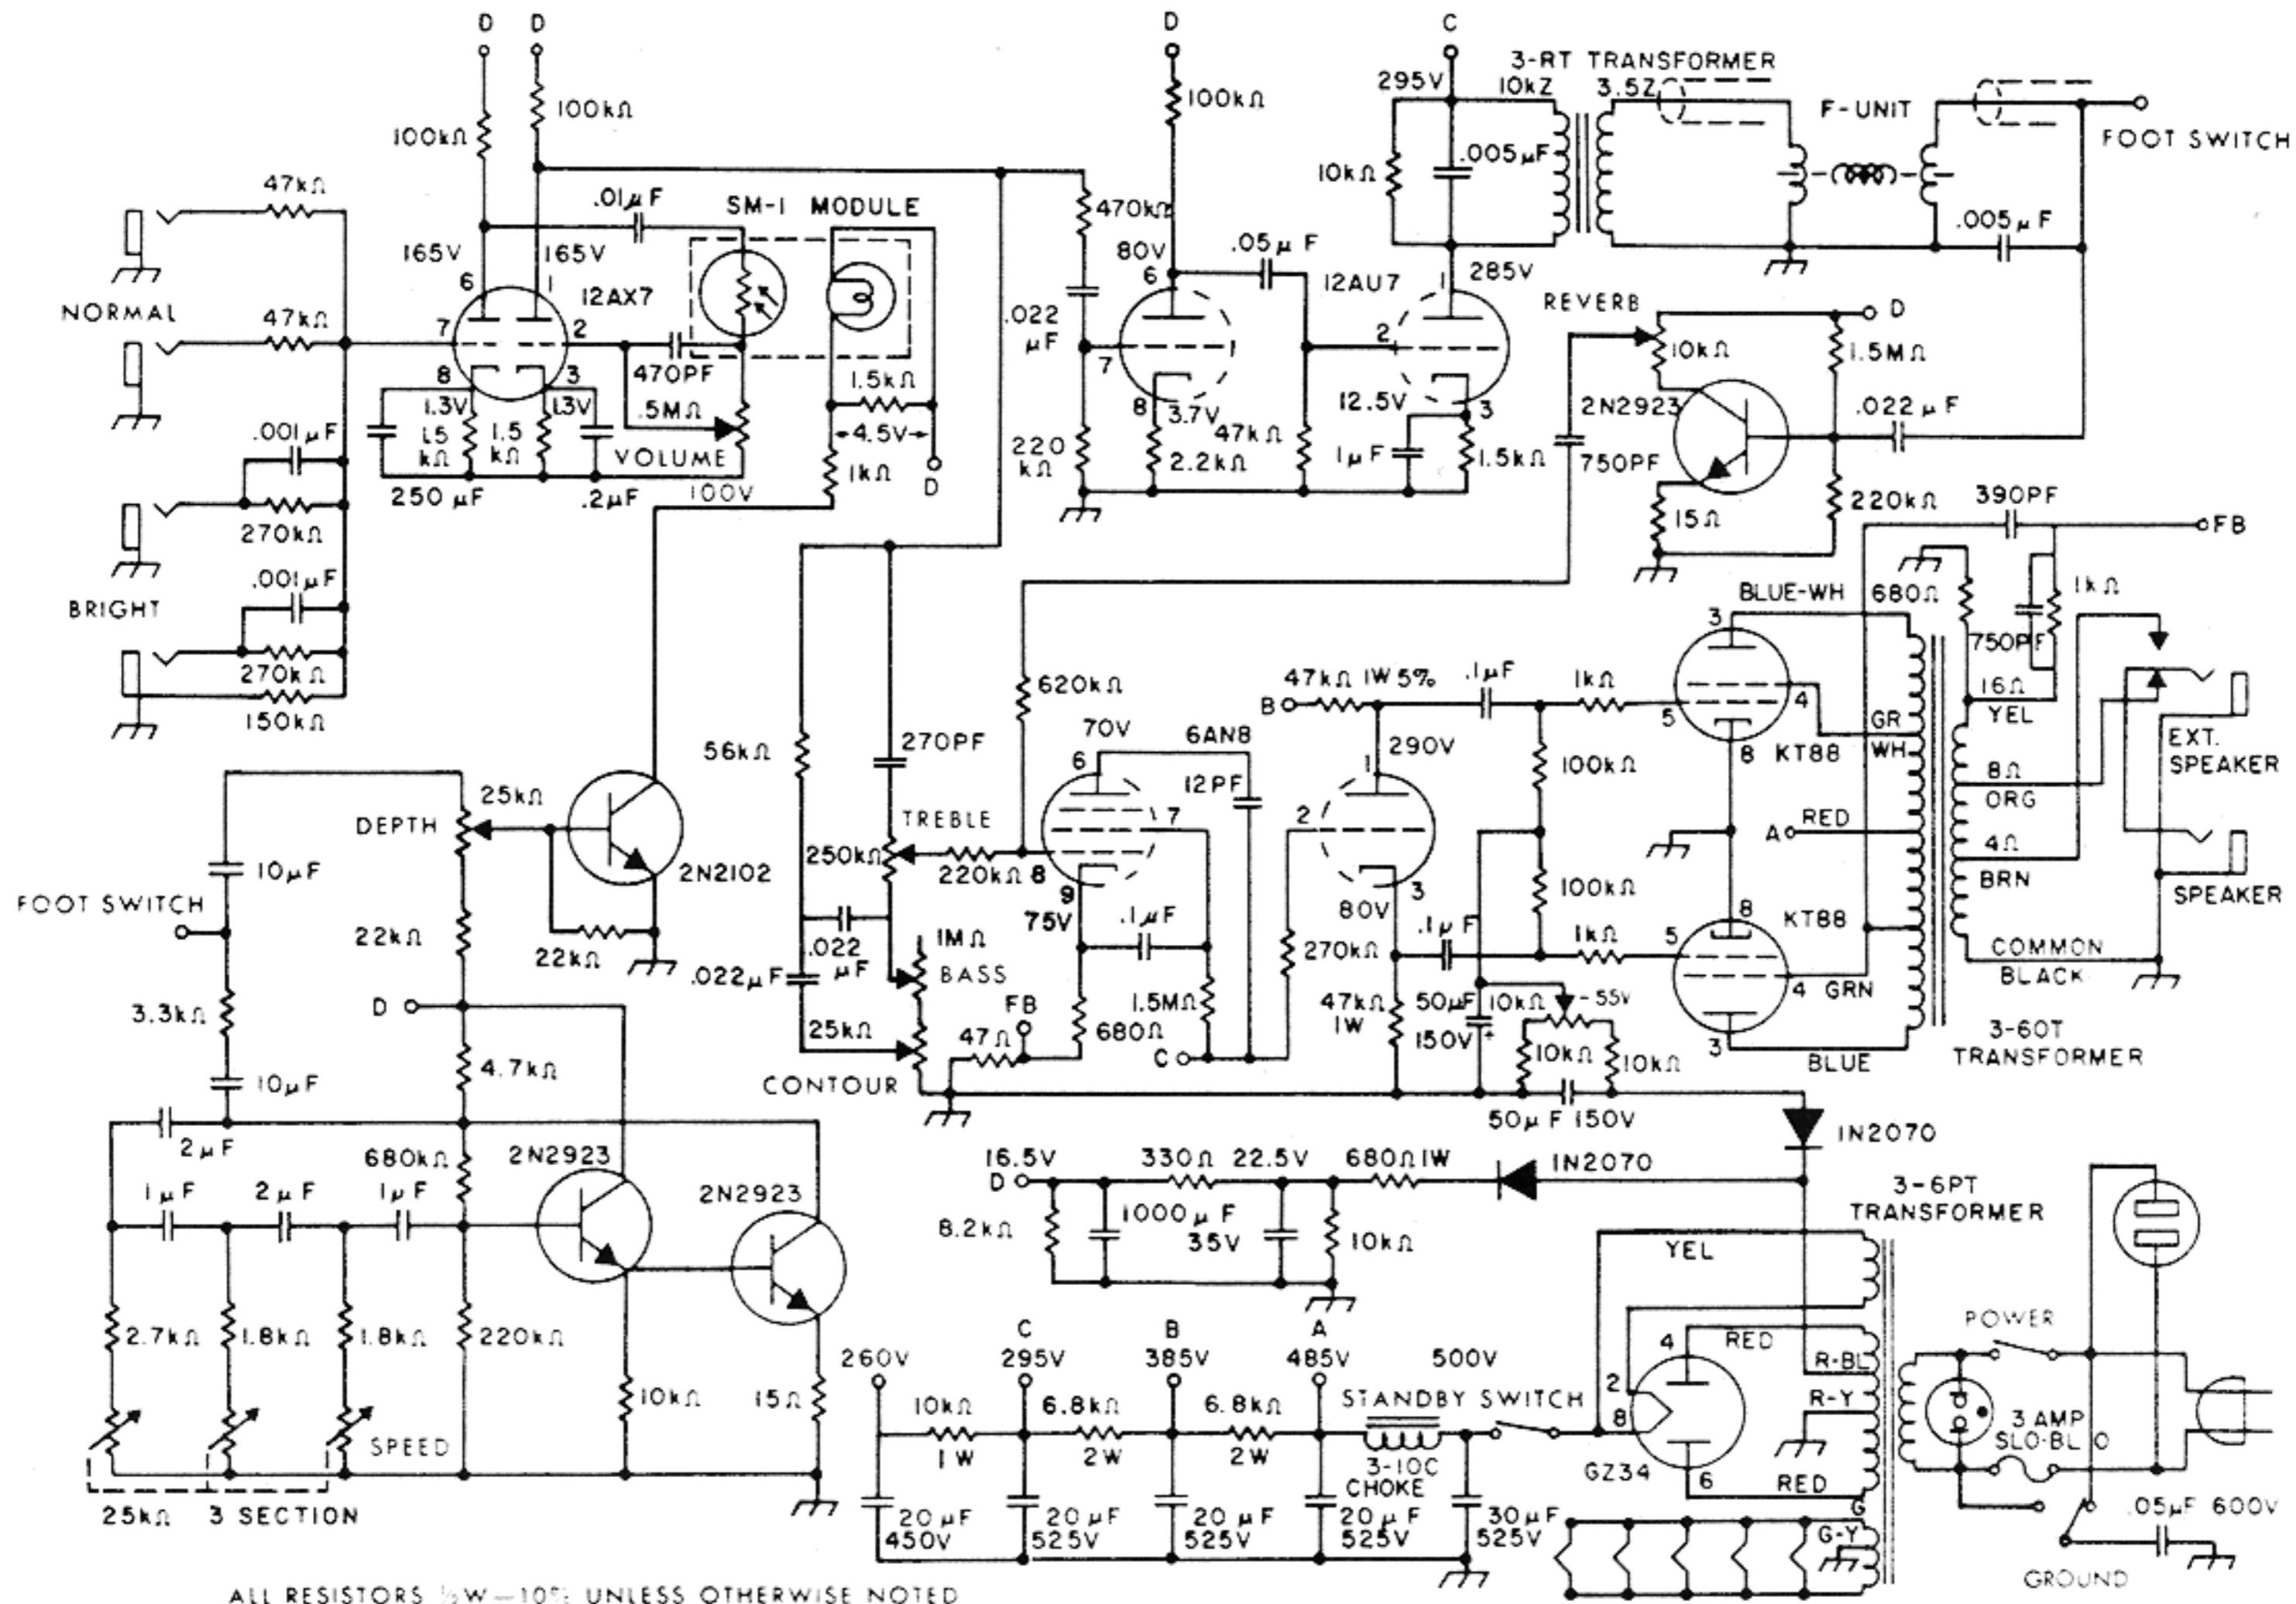 D D D C
3-RT TRANSFORMER
295V 10kZ 3.5Z
100kΩ 100kΩ 100kΩ
F-UNIT
FOOT SWITCH
47kΩ
.01µF SM-1 MODULE
470kΩ
10kΩ .005µF
.005µF
165V 165V 80V .05µF
6 1 12AX7 6 12AU7 1 285V
REVERB
NORMAL
47kΩ 7 2
.022 µF 7 2
10kΩ D 1.5MΩ
470PF
8 3 1.5kΩ
1.3V 1.3V .5MΩ
8 3.7V 12.5V 3
2N2923 .022µF
.001µF
1.5 kΩ 1.5 kΩ VOLUME
←4.5V→
220 kΩ 2.2kΩ 47kΩ 1µF 1.5kΩ
750PF
250µF .2µF 100V 1kΩ D
15Ω 220kΩ
390PF
FB
270kΩ
.001µF
BRIGHT
270kΩ
150kΩ
BLUE-WH 680Ω 1kΩ
3 750PF
620kΩ
47kΩ 1W 5% .1µF 1kΩ
B 5 4
16Ω
YEL
GR
WH
56kΩ 270PF
70V 6AN8 290V
6 12PF 1 100kΩ
8 KT88
EXT.
SPEAKER
8Ω
ORG
25kΩ
DEPTH
TREBLE
7 2
A RED
250kΩ 220kΩ 8
2N2102
4Ω
BRN
SPEAKER
10µF
FOOT SWITCH
9
75V .1µF 3
80V 100kΩ
8 KT88
22kΩ 22kΩ
.022 µF 1MΩ
BASS
.022µF
270kΩ .1µF 1kΩ 5
4 GRN
COMMON
BLACK
3.3kΩ D
25kΩ FB 47Ω 680Ω 1.5MΩ C
47kΩ
1W
50µF
150V +
10kΩ -55V
10kΩ 10kΩ
3 BLUE
3-60T
TRANSFORMER
4.7kΩ
10µF
CONTOUR
2µF
50µF 150V
1N2070
680kΩ 2N2923
16.5V 330Ω 22.5V 680Ω 1W 1N2070
D
1µF 2µF 1µF 2N2923
8.2kΩ 1000µF
35V 10kΩ
3-6PT
TRANSFORMER
YEL
2.7kΩ 1.8kΩ 1.8kΩ 220kΩ
10kΩ 15Ω
C B A
260V 295V 385V 485V 500V
4 RED
R-BL
R-Y
POWER
STANDBY SWITCH
2
8
10kΩ
1W
6.8kΩ
2W
6.8kΩ
2W
3-10C
CHOKE
GZ34 6
RED
3 AMP
SLO-BLO
SPEED
G
G-Y
25kΩ 3 SECTION
20µF
450V
20µF
525V
20µF
525V
20µF
525V
30µF
525V
.05µF 600V
GROUND
ALL RESISTORS ½W-10% UNLESS OTHERWISE NOTED